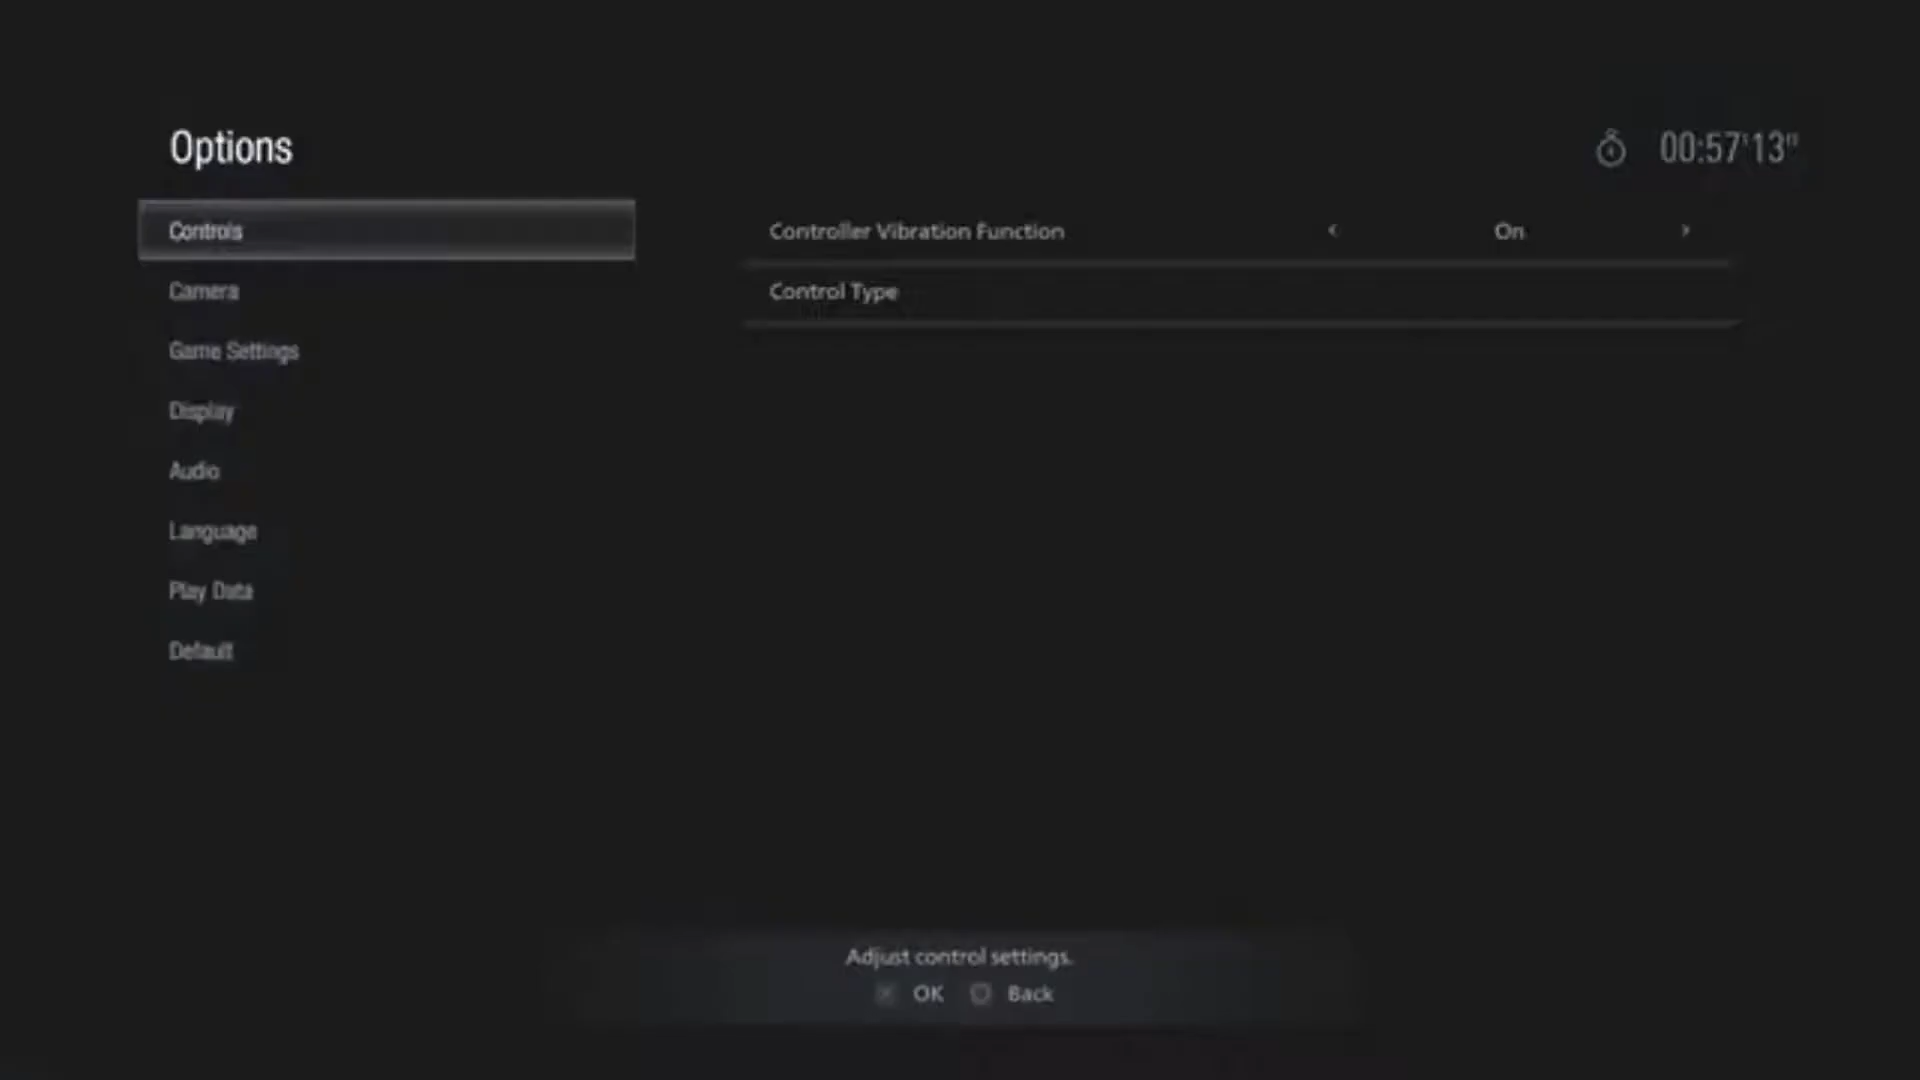 Options
00:57'13"
Controls
Camera
Game Settings
Display
Audio
Language
Play Data
Default
Controller Vibration Function
On
Control Type
Adjust control settings.
OK
Back